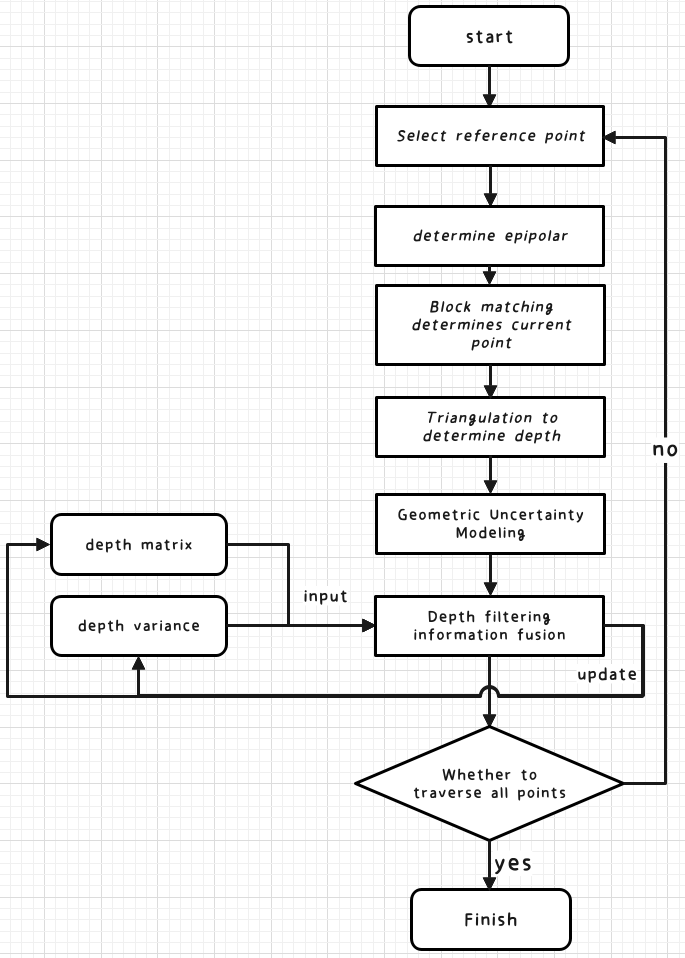 start
Select reference point
determine epipolar
Block matching
determines current
point
Triangulation to
determine depth
no
Geometric Uncertainty
Modeling
depth matrix
input
depth variance
Depth filtering
information fusion
update
Whether to
traverse all points
yes
Finish